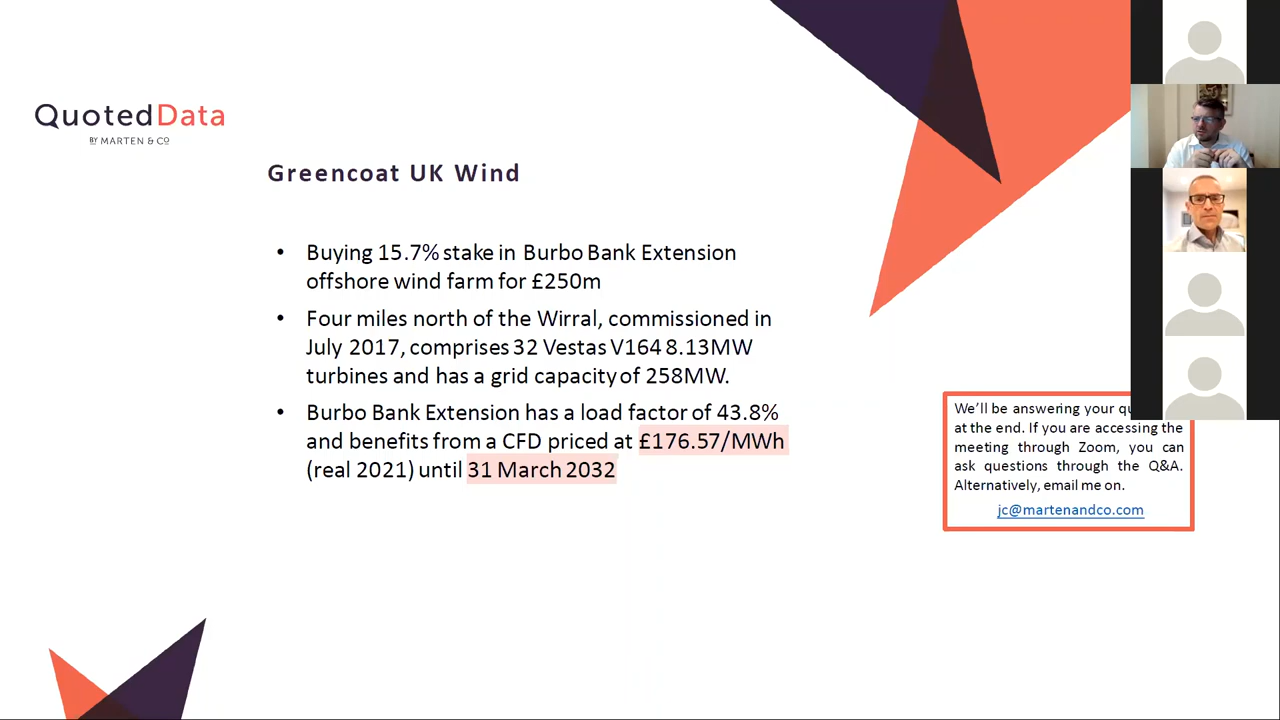 QuotedData
BY MARTEN & CO
Greencoat UK Wind
• Buying 15.7% stake in Burbo Bank Extension
offshore wind farm for £250m
• Four miles north of the Wirral, commissioned in
July 2017, comprises 32 Vestas V164 8.13MW
turbines and has a grid capacity of 258MW.
• Burbo Bank Extension has a load factor of 43.8%
and benefits from a CFD priced at £176.57/MWh
(real 2021) until 31 March 2032
We'll be answering your
at the end. If you are accessing the
meeting through Zoom, you can
ask questions through the Q&A.
Alternatively, email me on.
jc@martenandco.com